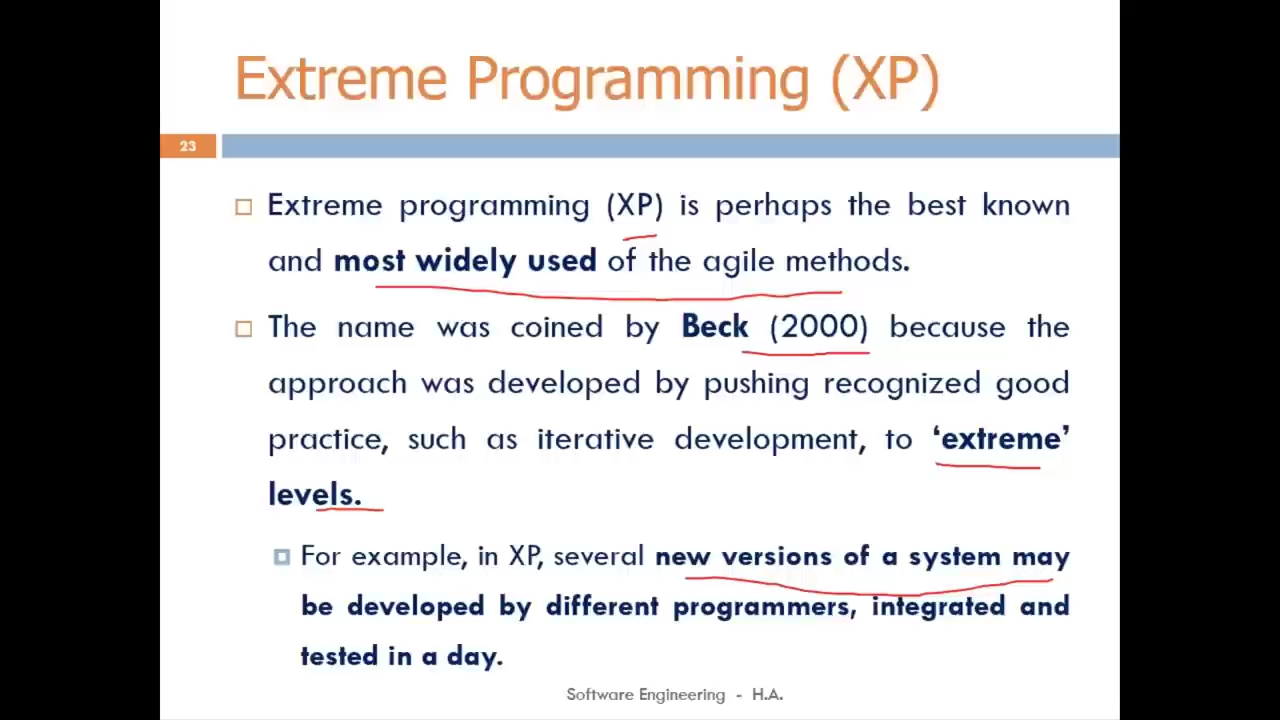 Extreme Programming (XP)
23
Extreme programming (XP) is perhaps the best known
and most widely used of the agile methods.
The name was coined by Beck (2000) because the
approach was developed by pushing recognized good
practice, such as iterative development, to ‘extreme’
levels.
For example, in XP, several new versions of a system may
be developed by different programmers, integrated and
tested in a day.
Software Engineering - H.A.